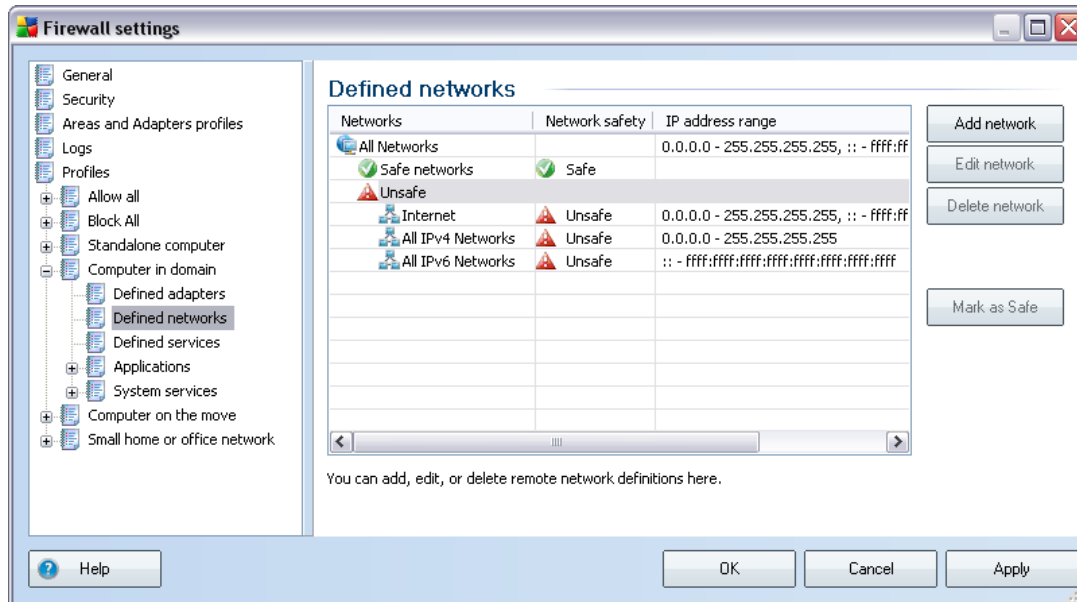 Firewall settings
General
Security
Areas and Adapters profiles
Logs
Profiles
Allow all
Block All
Standalone computer
Computer in domain
Defined adapters
Defined networks
Defined services
Applications
System services
Computer on the move
Small home or office network
Defined networks
Networks Network safety IP address range
All Networks 0.0.0.0 - 255.255.255.255, :: - ffff:ff
Safe networks Safe
Unsafe
Internet Unsafe 0.0.0.0 - 255.255.255.255, :: - ffff:ff
All IPv4 Networks Unsafe 0.0.0.0 - 255.255.255.255
All IPv6 Networks Unsafe :: - ffff:ffff:ffff:ffff:ffff:ffff:ffff:ffff
You can add, edit, or delete remote network definitions here.
Add network
Edit network
Delete network
Mark as Safe
Help
OK
Cancel
Apply